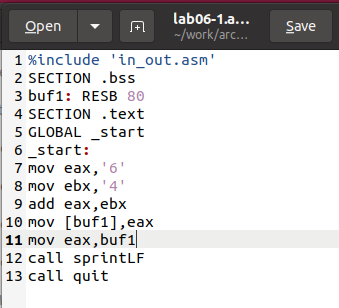 Open
lab06-1.a...
~/work/arc...
Save
1 %include 'in_out.asm'
2 SECTION .bss
3 buf1: RESB 80
4 SECTION .text
5 GLOBAL _start
6 _start:
7 mov eax,'6'
8 mov ebx,'4'
9 add eax,ebx
10 mov [buf1],eax
11 mov eax,buf1
12 call sprintLF
13 call quit